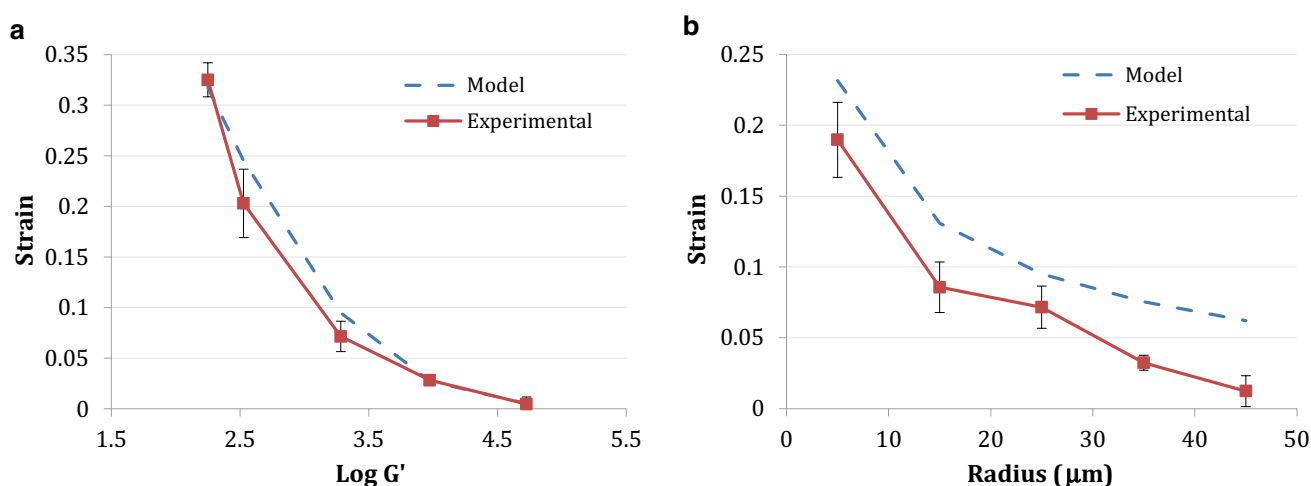 a
0.35
0.3
0.25
0.2
0.15
0.1
0.05
0
Strain
1.5 2.5 3.5 4.5 5.5
Log G'
Model
Experimental
b
0.25
0.2
0.15
0.1
0.05
0
Strain
0 10 20 30 40 50
Radius (μm)
Model
Experimental